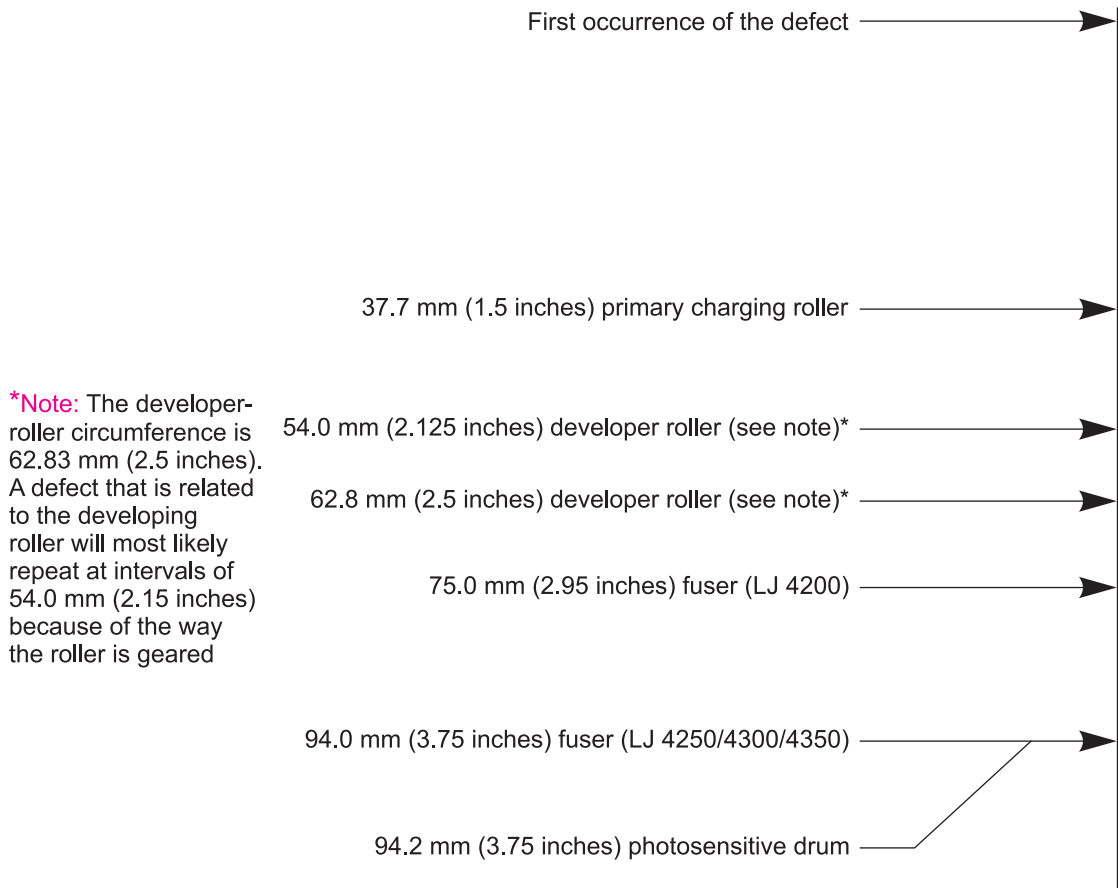 First occurrence of the defect
37.7 mm (1.5 inches) primary charging roller
*Note: The developer-
roller circumference is
62.83 mm (2.5 inches).
A defect that is related
to the developing
roller will most likely
repeat at intervals of
54.0 mm (2.15 inches)
because of the way
the roller is geared
54.0 mm (2.125 inches) developer roller (see note)*
62.8 mm (2.5 inches) developer roller (see note)*
75.0 mm (2.95 inches) fuser (LJ 4200)
94.0 mm (3.75 inches) fuser (LJ 4250/4300/4350)
94.2 mm (3.75 inches) photosensitive drum